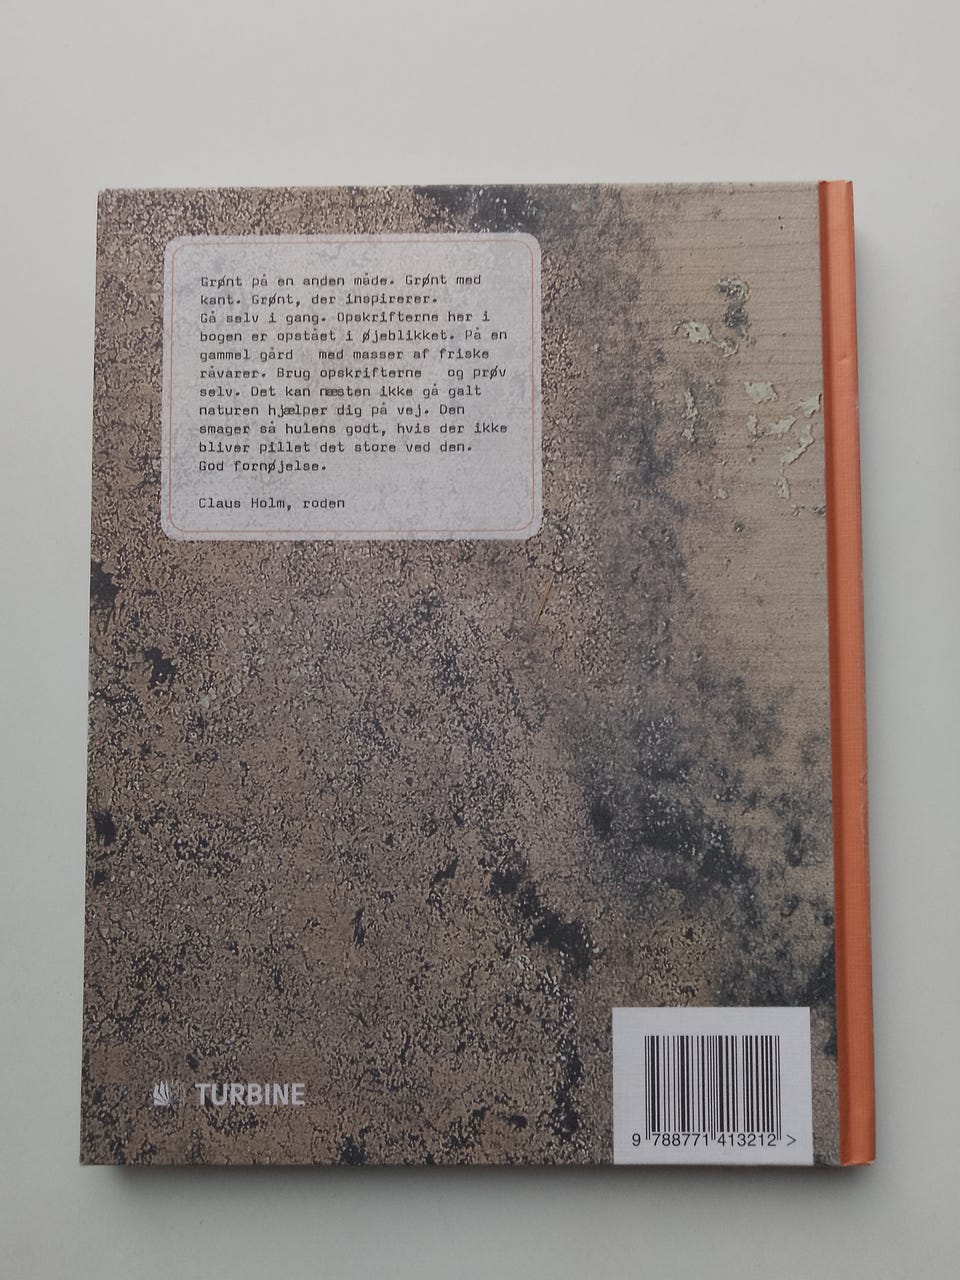 Grønt på en anden måde. Grønt med
kant. Grønt, der inspirerer.
Gå selv i gang. Opskrifterne her i
bogen er opstået i øjeblikket. På en
gammel gård   med masser af friske
råvarer. Brug opskrifterne   og prøv
selv. Det kan næsten ikke gå galt
naturen hjælper dig på vej. Den
smager så hulens godt, hvis der ikke
bliver pillet det store ved den.
God fornøjelse.
Claus Holm, roden
TURBINE
9 788771 413212 >